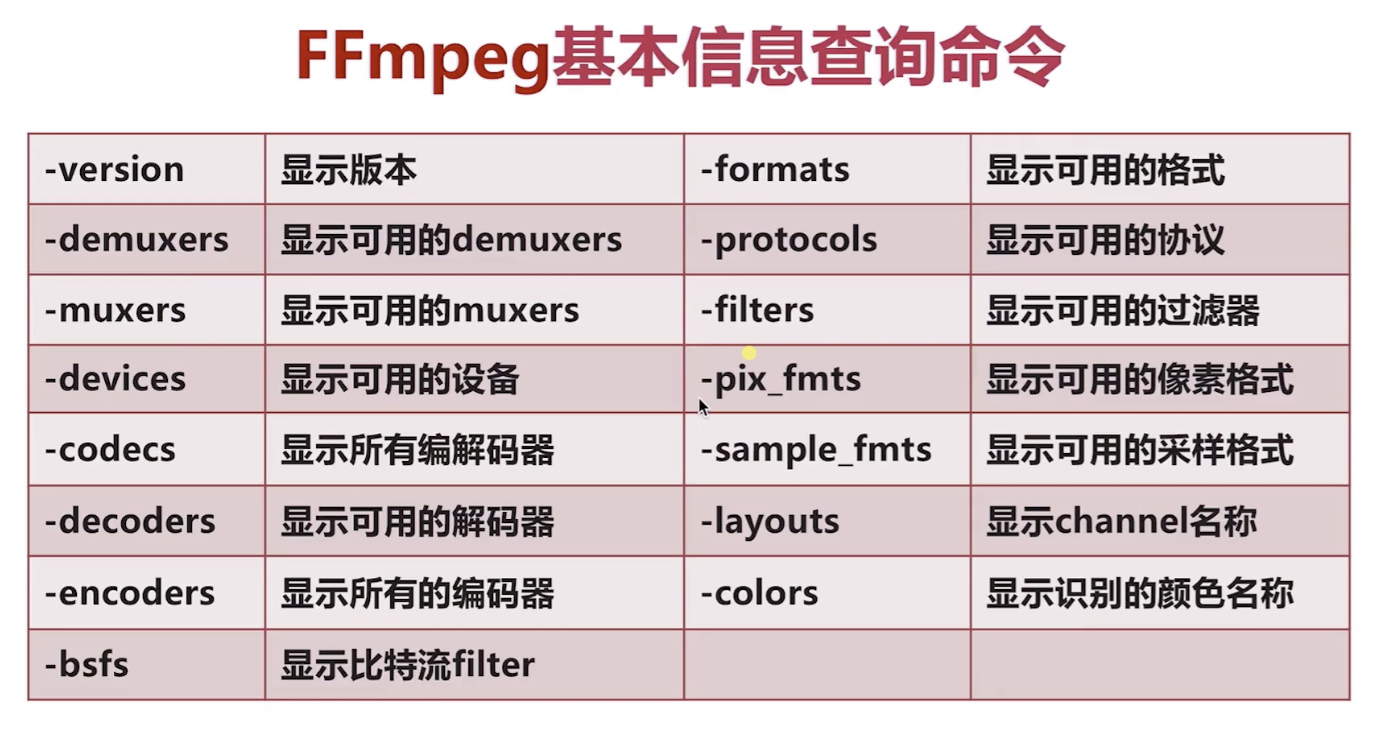 FFmpeg基本信息查询命令
-version 显示版本 -formats 显示可用的格式
-demuxers 显示可用的demuxers -protocols 显示可用的协议
-muxers 显示可用的muxers -filters 显示可用的过滤器
-devices 显示可用的设备 -pix_fmts 显示可用的像素格式
-codecs 显示所有编解码器 -sample_fmts 显示可用的采样格式
-decoders 显示可用的解码器 -layouts 显示channel名称
-encoders 显示所有的编码器 -colors 显示识别的颜色名称
-bsfs 显示比特流filter